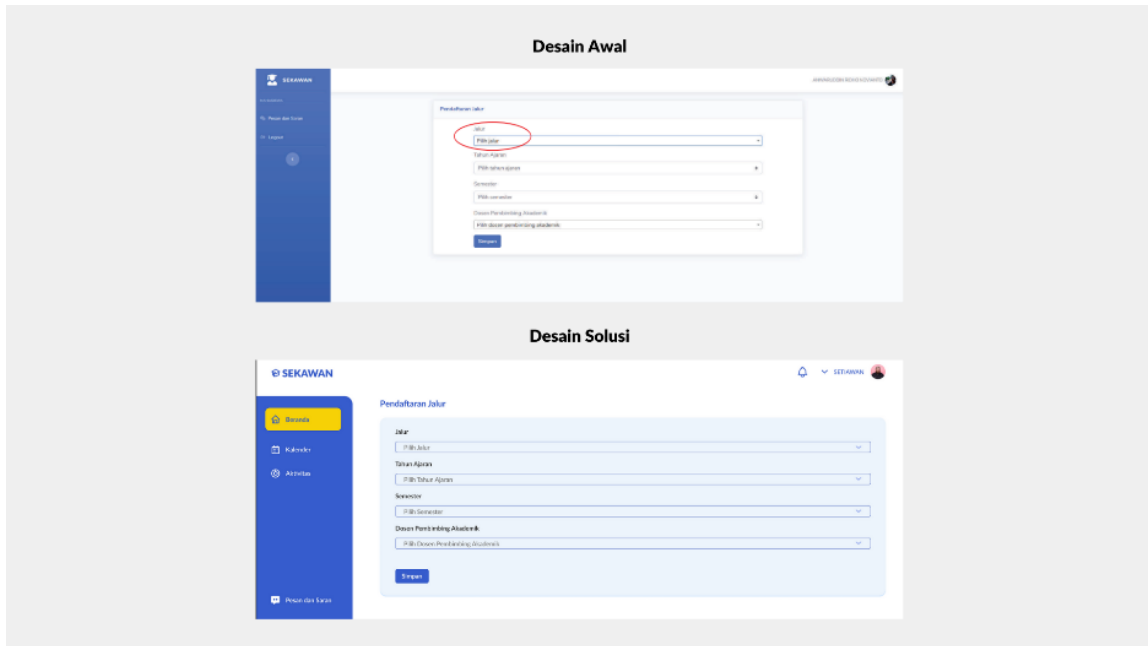 Desain Awal
SEKAWAN
Pesan dan Saran
Logout
Pendaftaran Jalur
Jalur
Pilih jalur
Tahun Ajaran
Pilih tahun ajaran
Semester
Pilih semester
Dosen Pembimbing Akademik
Pilih dosen pembimbing akademik
Simpan
Desain Solusi
SEKAWAN
SETIAWAN
Pendaftaran Jalur
Beranda
Kalender
Aktivitas
Pesan dan Saran
Jalur
Pilih Jalur
Tahun Ajaran
Pilih Tahun Ajaran
Semester
Pilih Semester
Dosen Pembimbing Akademik
Pilih Dosen Pembimbing Akademik
Simpan